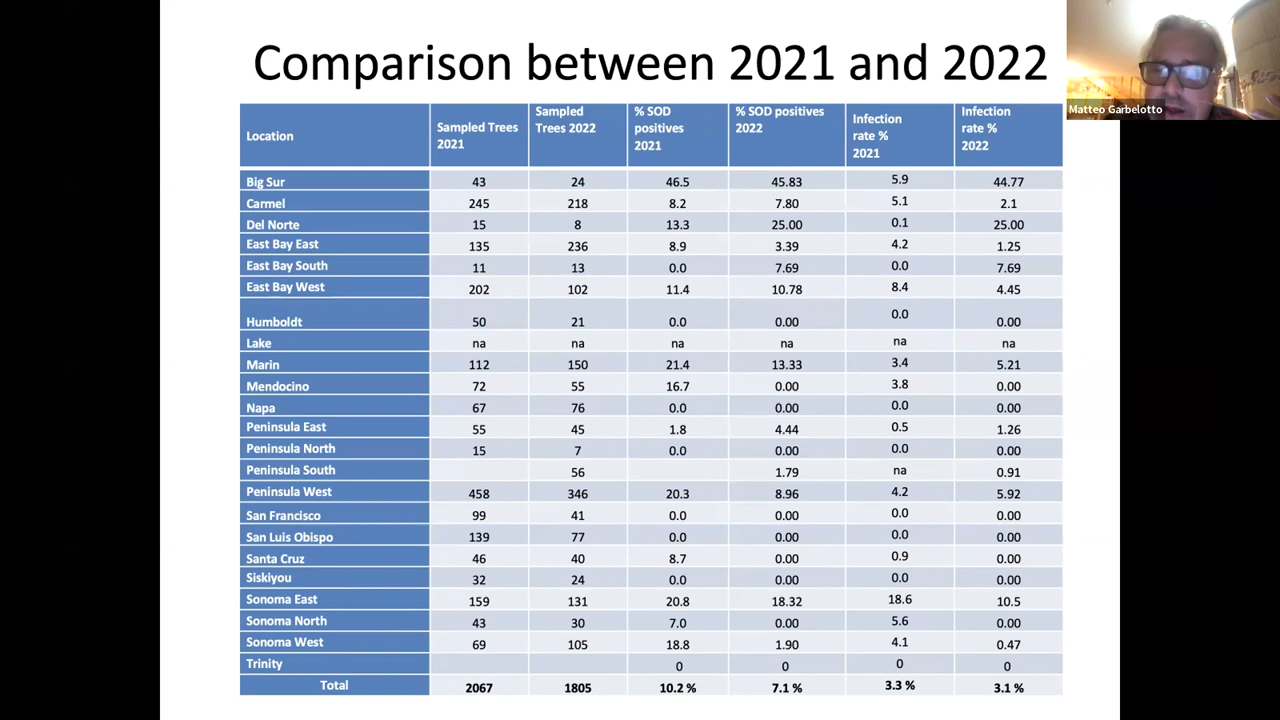 Comparison between 2021 and 2022
Matteo Garbelotto
Location Sampled Trees 2021 Sampled Trees 2022 % SOD positives 2021 % SOD positives 2022 Infection rate % 2021 Infection rate % 2022
Big Sur 43 24 46.5 45.83 5.9 44.77
Carmel 245 218 8.2 7.80 5.1 2.1
Del Norte 15 8 13.3 25.00 0.1 25.00
East Bay East 135 236 8.9 3.39 4.2 1.25
East Bay South 11 13 0.0 7.69 0.0 7.69
East Bay West 202 102 11.4 10.78 8.4 4.45
Humboldt 50 21 0.0 0.00 0.0 0.00
Lake na na na na na na
Marin 112 150 21.4 13.33 3.4 5.21
Mendocino 72 55 16.7 0.00 3.8 0.00
Napa 67 76 0.0 0.00 0.0 0.00
Peninsula East 55 45 1.8 4.44 0.5 1.26
Peninsula North 15 7 0.0 0.00 0.0 0.00
Peninsula South 56 1.79 na 0.91
Peninsula West 458 346 20.3 8.96 4.2 5.92
San Francisco 99 41 0.0 0.00 0.0 0.00
San Luis Obispo 139 77 0.0 0.00 0.0 0.00
Santa Cruz 46 40 8.7 0.00 0.9 0.00
Siskiyou 32 24 0.0 0.00 0.0 0.00
Sonoma East 159 131 20.8 18.32 18.6 10.5
Sonoma North 43 30 7.0 0.00 5.6 0.00
Sonoma West 69 105 18.8 1.90 4.1 0.47
Trinity 0 0 0 0
Total 2067 1805 10.2 % 7.1 % 3.3 % 3.1 %